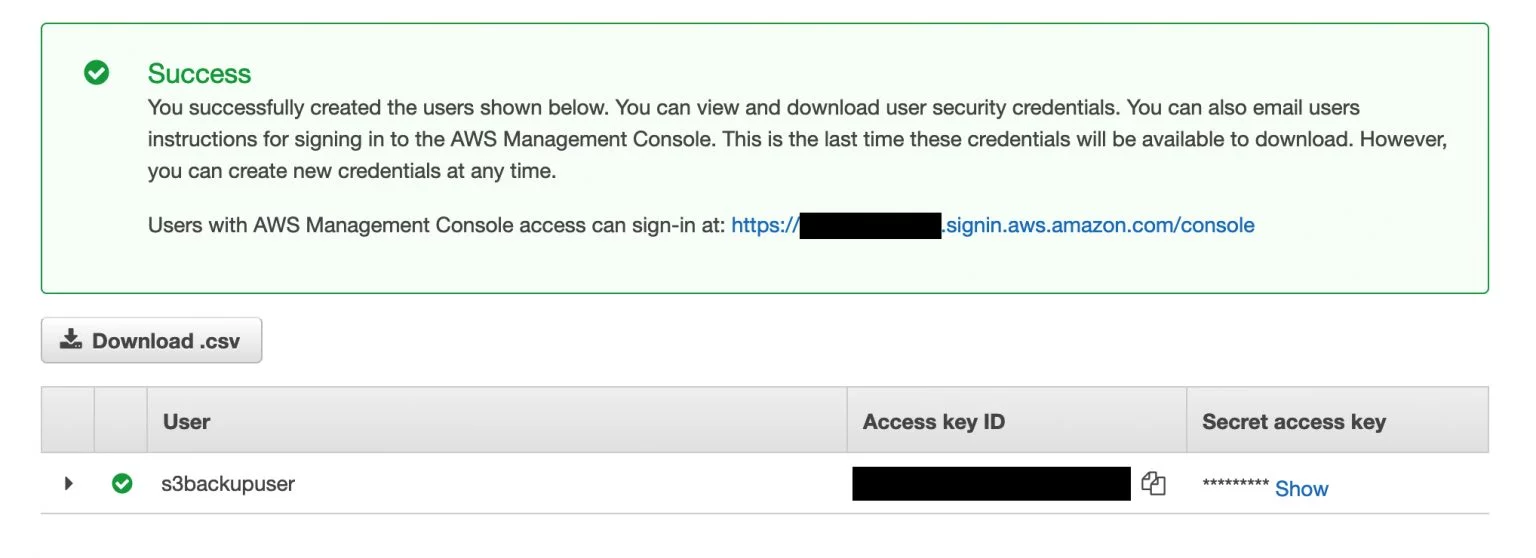 Success
You successfully created the users shown below. You can view and download user security credentials. You can also email users
instructions for signing in to the AWS Management Console. This is the last time these credentials will be available to download. However,
you can create new credentials at any time.
Users with AWS Management Console access can sign-in at: https:// .signin.aws.amazon.com/console
Download .csv
User Access key ID Secret access key
s3backupuser ********* Show